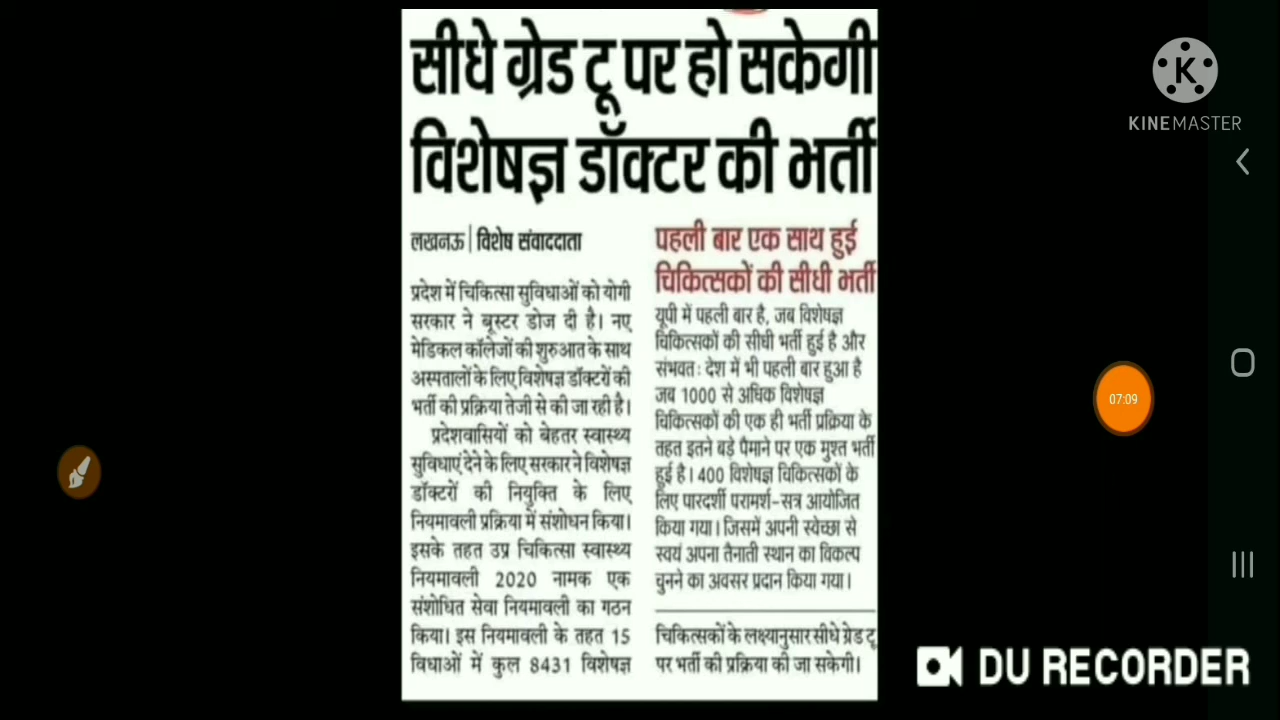 सीधे ग्रेड टू पर हो सकेगी
विशेषज्ञ डॉक्टर की भर्ती
लखनऊ | विशेष संवाददाता
प्रदेश में चिकित्सा सुविधाओं को योगी
सरकार ने बूस्टर डोज दी है। नए
मेडिकल कॉलेजों की शुरुआत के साथ
अस्पतालों के लिए विशेषज्ञ डॉक्टरों की
भर्ती की प्रक्रिया तेजी से की जा रही है।
प्रदेशवासियों को बेहतर स्वास्थ्य
सुविधाएं देने के लिए सरकार ने विशेषज्ञ
डॉक्टरों की नियुक्ति के लिए
नियमावली प्रक्रिया में संशोधन किया।
इसके तहत उप्र चिकित्सा स्वास्थ्य
नियमावली 2020 नामक एक
संशोधित सेवा नियमावली का गठन
किया। इस नियमावली के तहत 15
विधाओं में कुल 8431 विशेषज्ञ
पहली बार एक साथ हुई
चिकित्सकों की सीधी भर्ती
यूपी में पहली बार है, जब विशेषज्ञ
चिकित्सकों की सीधी भर्ती हुई है और
संभवतः देश में भी पहली बार हुआ है
जब 1000 से अधिक विशेषज्ञ
चिकित्सकों की एक ही भर्ती प्रक्रिया के
तहत इतने बड़े पैमाने पर एक मुश्त भर्ती
हुई है। 400 विशेषज्ञ चिकित्सकों के
लिए पारदर्शी परामर्श-सत्र आयोजित
किया गया। जिसमें अपनी स्वेच्छा से
स्वयं अपना तैनाती स्थान का विकल्प
चुनने का अवसर प्रदान किया गया।
चिकित्सकों के लक्ष्यानुसार सीधे ग्रेड टू
पर भर्ती की प्रक्रिया की जा सकेगी।
KINEMASTER
07:09
DU RECORDER